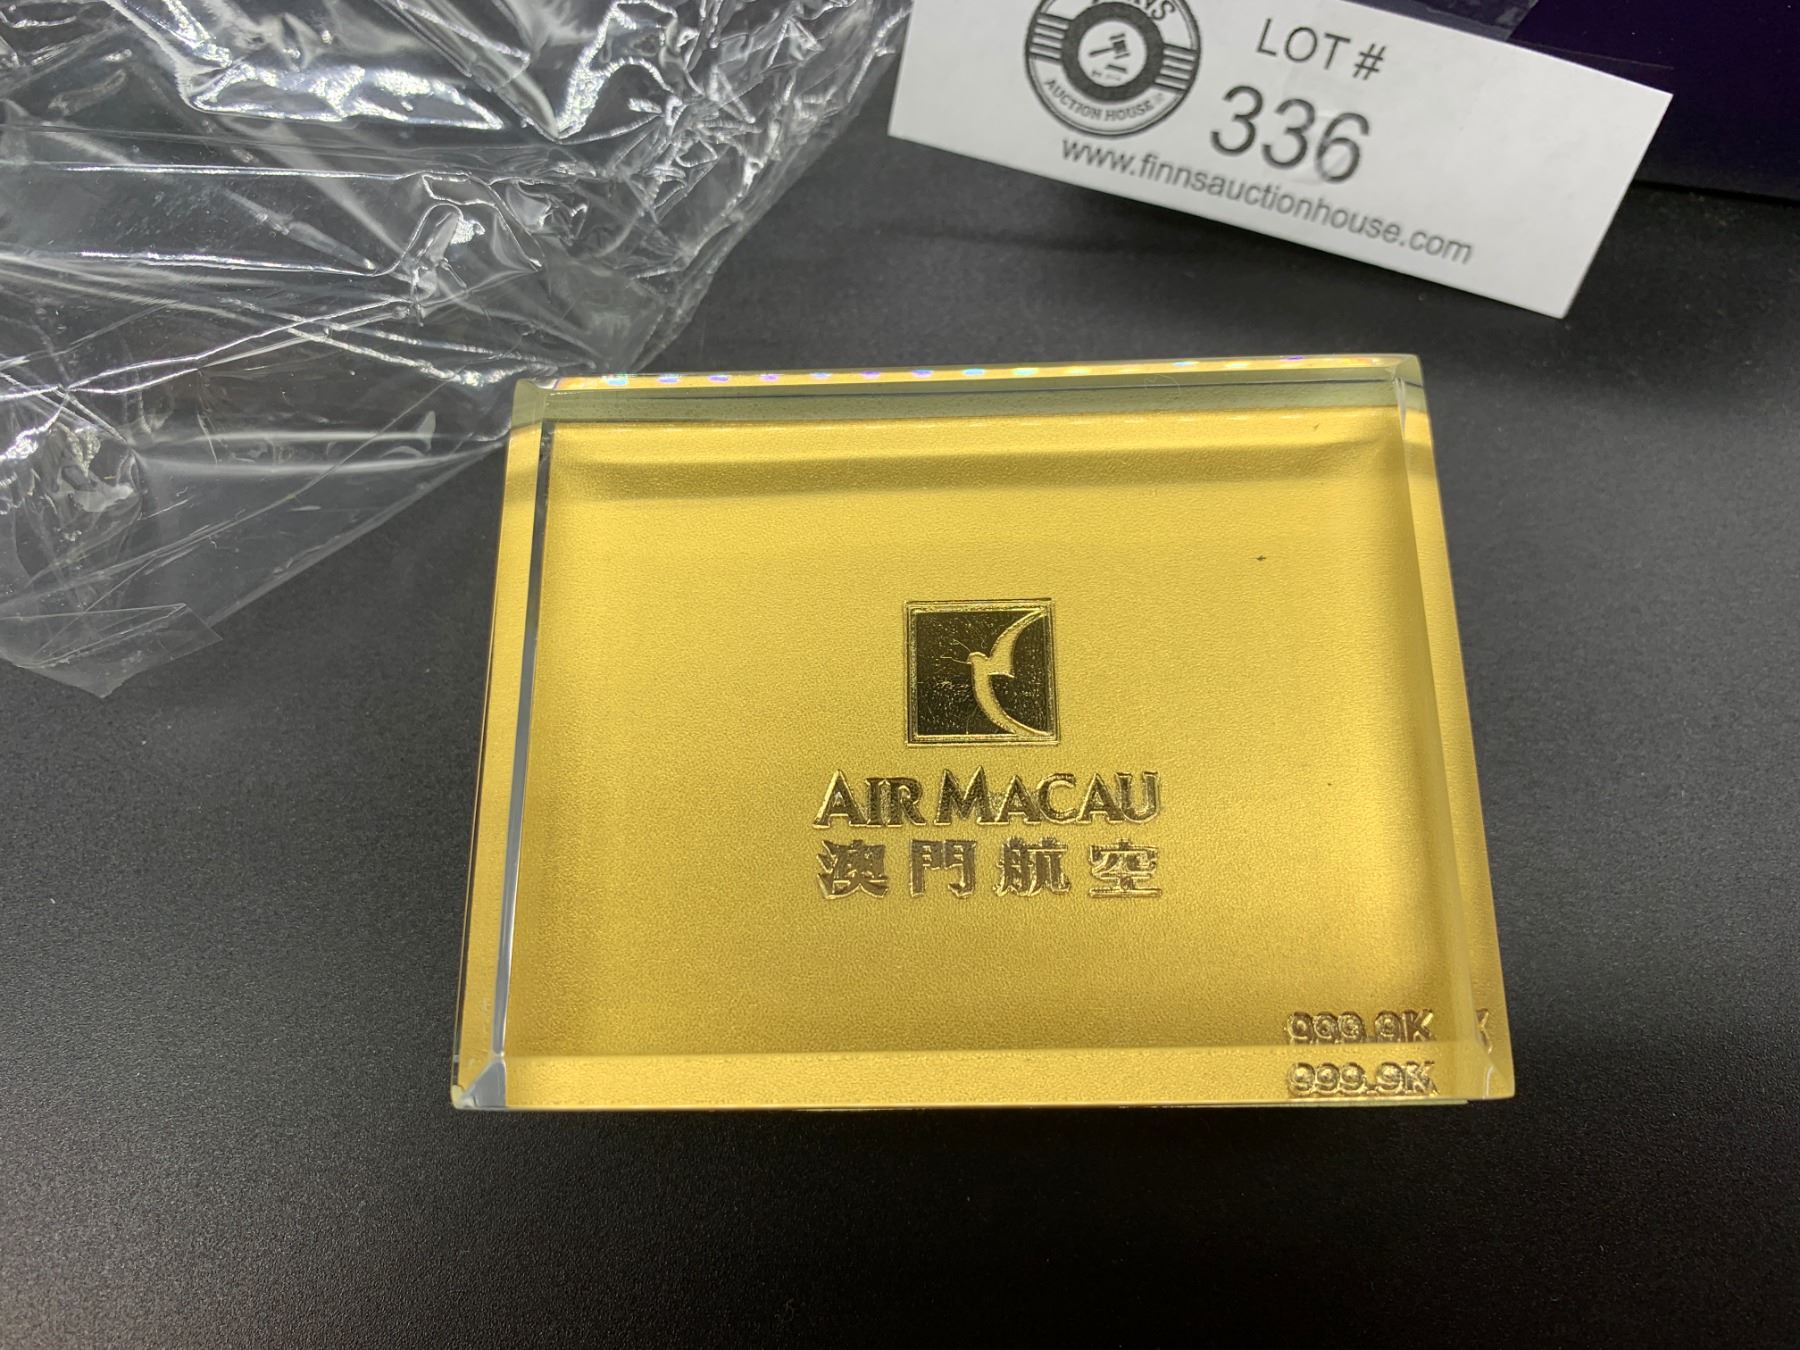 LOT #
336
AUCTION HOUSE
www.finnsauctionhouse.com
AIR MACAU
澳門航空
999.9K
999.9K